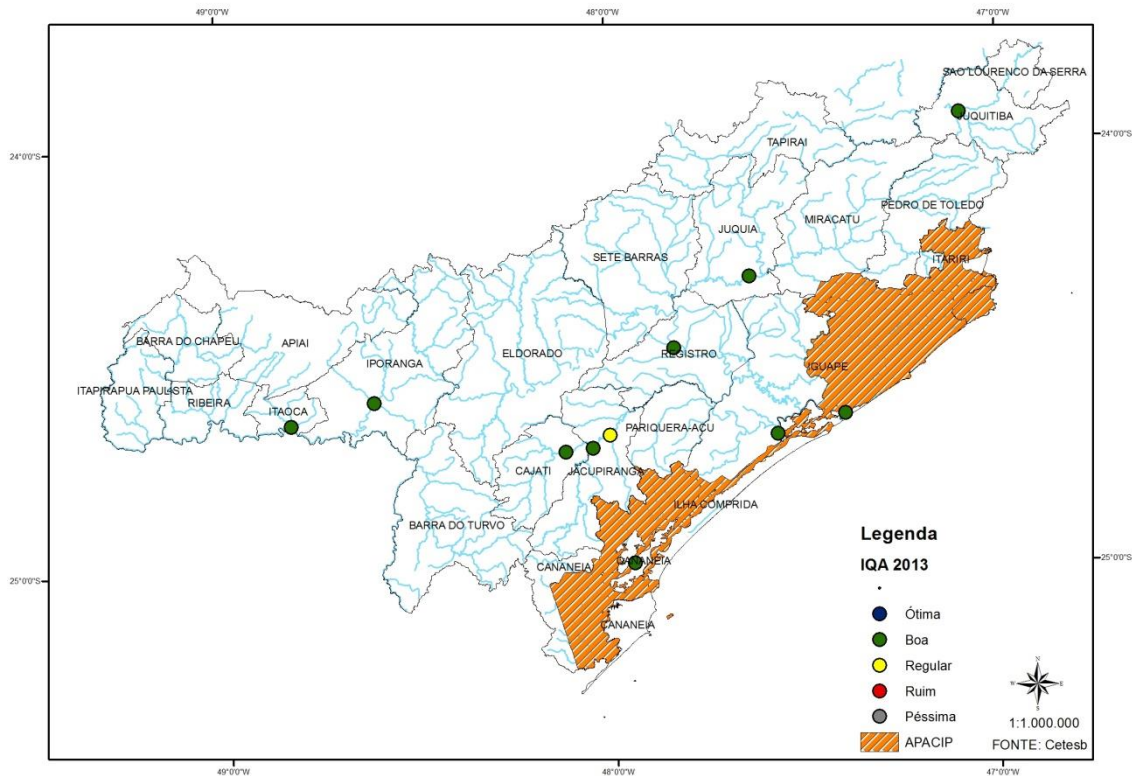 49°0'0"W
48°0'0"W
47°0'0"W
SAO LOURENCO DA SERRA
UQUITIBA
24°0'0"S
24°0'0"S
TAPIRAI
PEDRO DE TOLEDO
MIRACATU
JUQUIA
SETE BARRAS
ITARIRI
BARRA DO CHAPEU
APIAI
ELDORADO
REGISTRO
IPORANGA
IGUAPE
ITAPIRAPUA PAULISTA
RIBEIRA
ITAOCA
PARIQUERA-ACU
CAJATI
JACUPIRANGA
ILHA COMPRIDA
BARRA DO TURVO
CANANEIA
CANANEIA
CANANEIA
25°0'0"S
25°0'0"S
Legenda
IQA 2013
Ótima
Boa
Regular
Ruim
Péssima
APACIP
N
W
E
S
1:1.000.000
FONTE: Cetesb
49°0'0"W
48°0'0"W
47°0'0"W